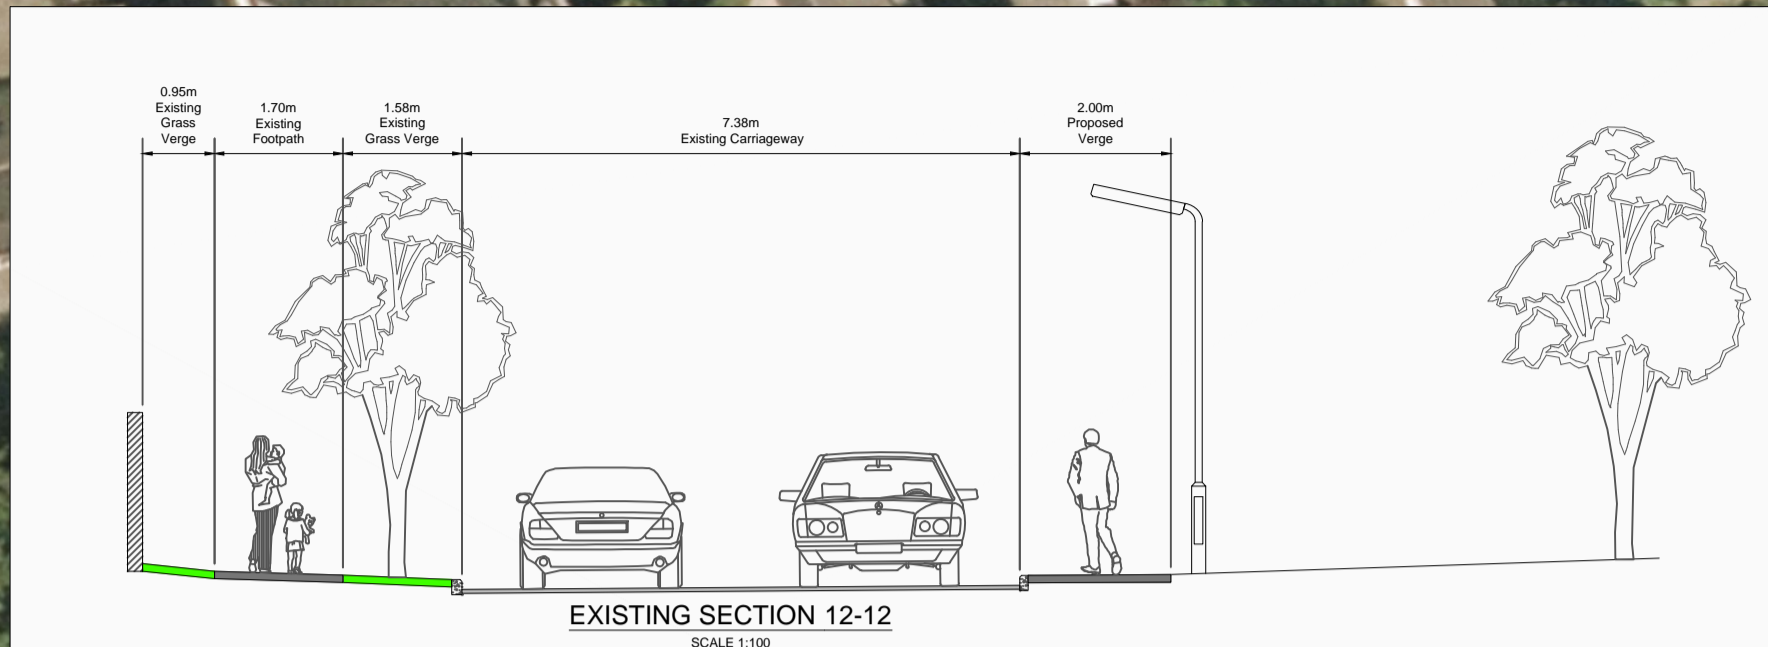 0.95m
Existing
Grass
Verge
1.70m
Existing
Footpath
1.58m
Existing
Grass Verge
7.38m
Existing Carriageway
2.00m
Proposed
Verge
EXISTING SECTION 12-12
SCALE 1:100